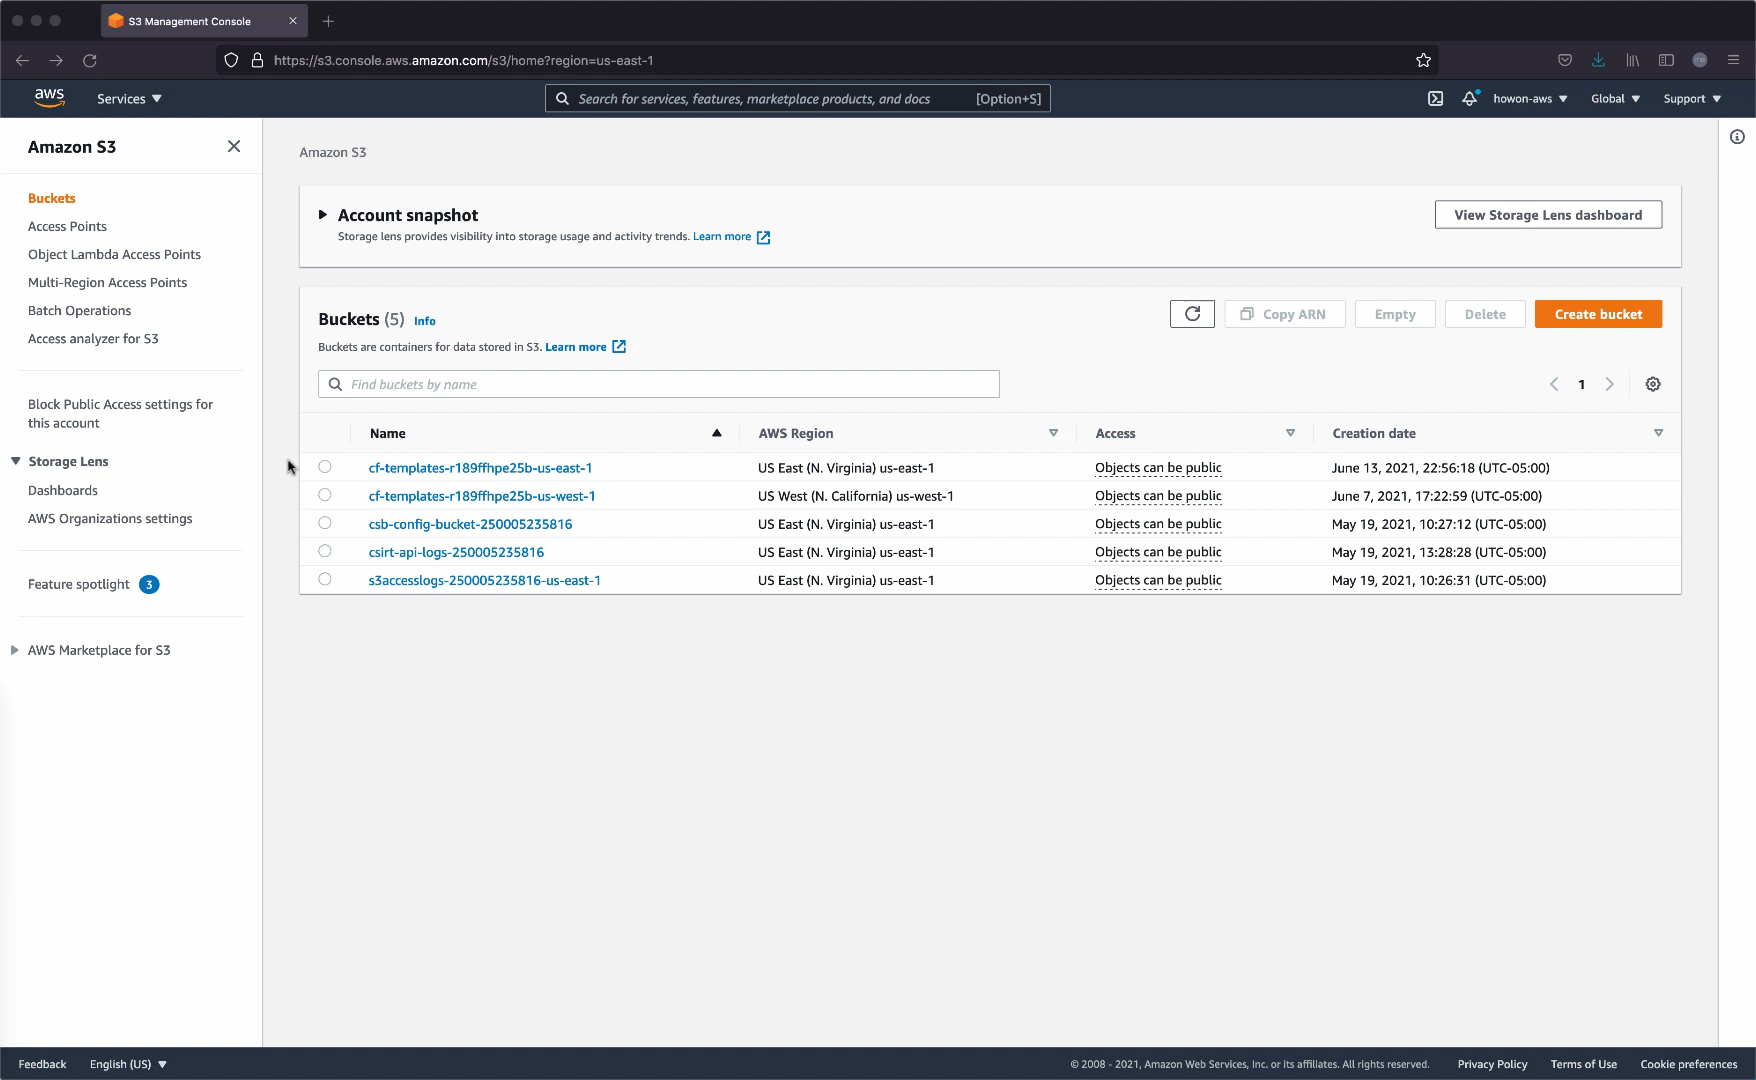 S3 Management Console
https://s3.console.aws.amazon.com/s3/home?region=us-east-1
aws Services Search for services, features, marketplace products, and docs [Option+S] howon-aws Global Support
Amazon S3
Buckets
Access Points
Object Lambda Access Points
Multi-Region Access Points
Batch Operations
Access analyzer for S3
Block Public Access settings for
this account
Storage Lens
Dashboards
AWS Organizations settings
Feature spotlight 3
AWS Marketplace for S3
Amazon S3
Account snapshot
Storage lens provides visibility into storage usage and activity trends. Learn more
View Storage Lens dashboard
Buckets (5) Info
Buckets are containers for data stored in S3. Learn more
Copy ARN Empty Delete Create bucket
Find buckets by name
1
Name AWS Region Access Creation date
cf-templates-r189ffhpe25b-us-east-1 US East (N. Virginia) us-east-1 Objects can be public June 13, 2021, 22:56:18 (UTC-05:00)
cf-templates-r189ffhpe25b-us-west-1 US West (N. California) us-west-1 Objects can be public June 7, 2021, 17:22:59 (UTC-05:00)
csb-config-bucket-250005235816 US East (N. Virginia) us-east-1 Objects can be public May 19, 2021, 10:27:12 (UTC-05:00)
csirt-api-logs-250005235816 US East (N. Virginia) us-east-1 Objects can be public May 19, 2021, 13:28:28 (UTC-05:00)
s3accesslogs-250005235816-us-east-1 US East (N. Virginia) us-east-1 Objects can be public May 19, 2021, 10:26:31 (UTC-05:00)
Feedback English (US) © 2008 - 2021, Amazon Web Services, Inc. or its affiliates. All rights reserved. Privacy Policy Terms of Use Cookie preferences